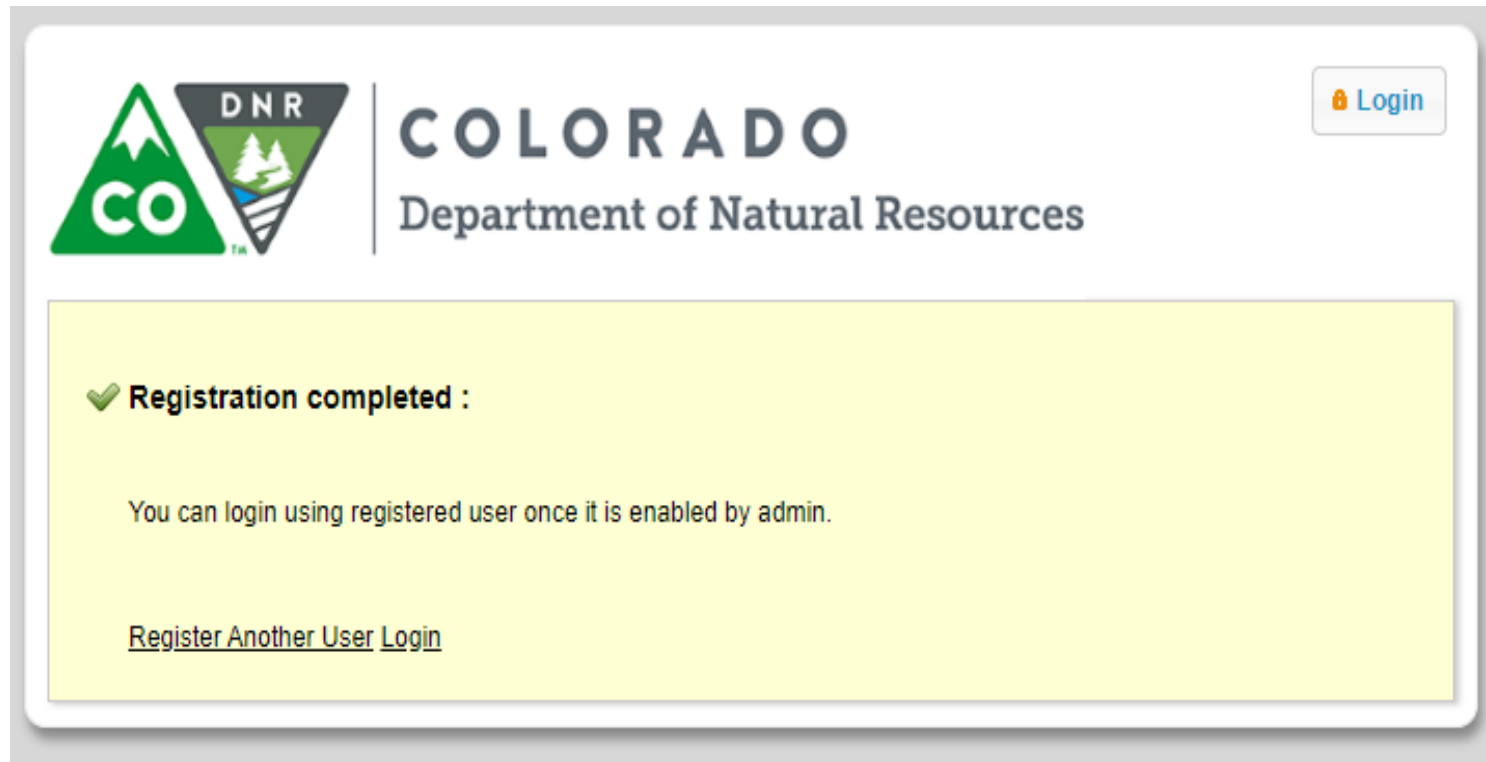 DNR
CO
TM
COLORADO
Department of Natural Resources
Login
Registration completed :
You can login using registered user once it is enabled by admin.
Register Another User Login